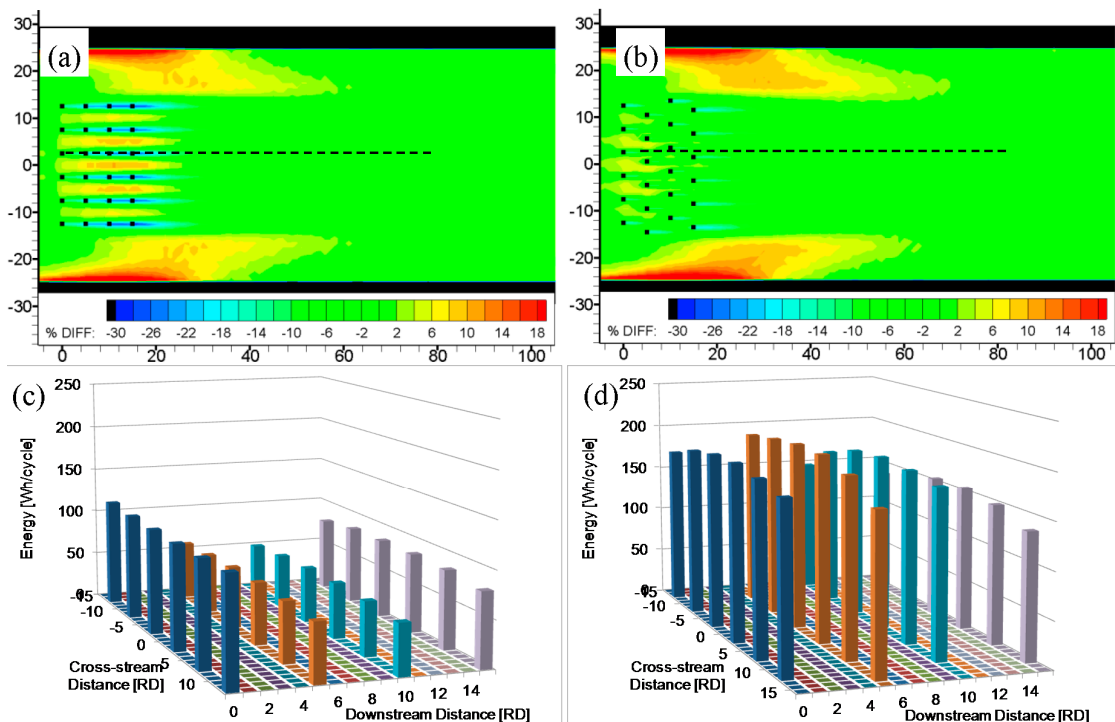 (a)
30
20
10
0
-10
-20
-30
% DIFF: -30 -26 -22 -18 -14 -10 -6 -2 2 6 10 14 18
0 20 40 60 80 100
(b)
30
20
10
0
-10
-20
-30
% DIFF: -30 -26 -22 -18 -14 -10 -6 -2 2 6 10 14 18
0 20 40 60 80 100
(c)
250
200
150
100
50
0
Energy [Wh/cycle]
-15
-10
-5
0
5
10
Cross-stream
Distance [RD]
0 2 4 6 8 10 12 14
Downstream Distance [RD]
(d)
250
200
150
100
50
0
Energy [Wh/cycle]
-15
-10
-5
0
5
10
15
Cross-stream
Distance [RD]
0 2 4 6 8 10 12 14
Downstream Distance [RD]